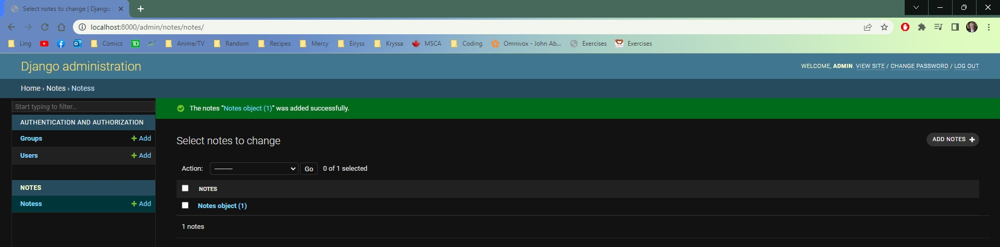 Select notes to change | Django
localhost:8000/admin/notes/notes/
Ling Comics TD Anime/TV Random Recipes Mercy Eiryss Kryssa MSCA Coding Omnivox - John Ab... Exercises Exercises
Django administration
WELCOME, ADMIN. VIEW SITE / CHANGE PASSWORD / LOG OUT
Home › Notes › Notess
Start typing to filter...
The notes “Notes object (1)” was added successfully.
AUTHENTICATION AND AUTHORIZATION
Groups + Add
Users + Add
NOTES
Notess + Add
Select notes to change
ADD NOTES +
Action: --------- Go 0 of 1 selected
NOTES
Notes object (1)
1 notes